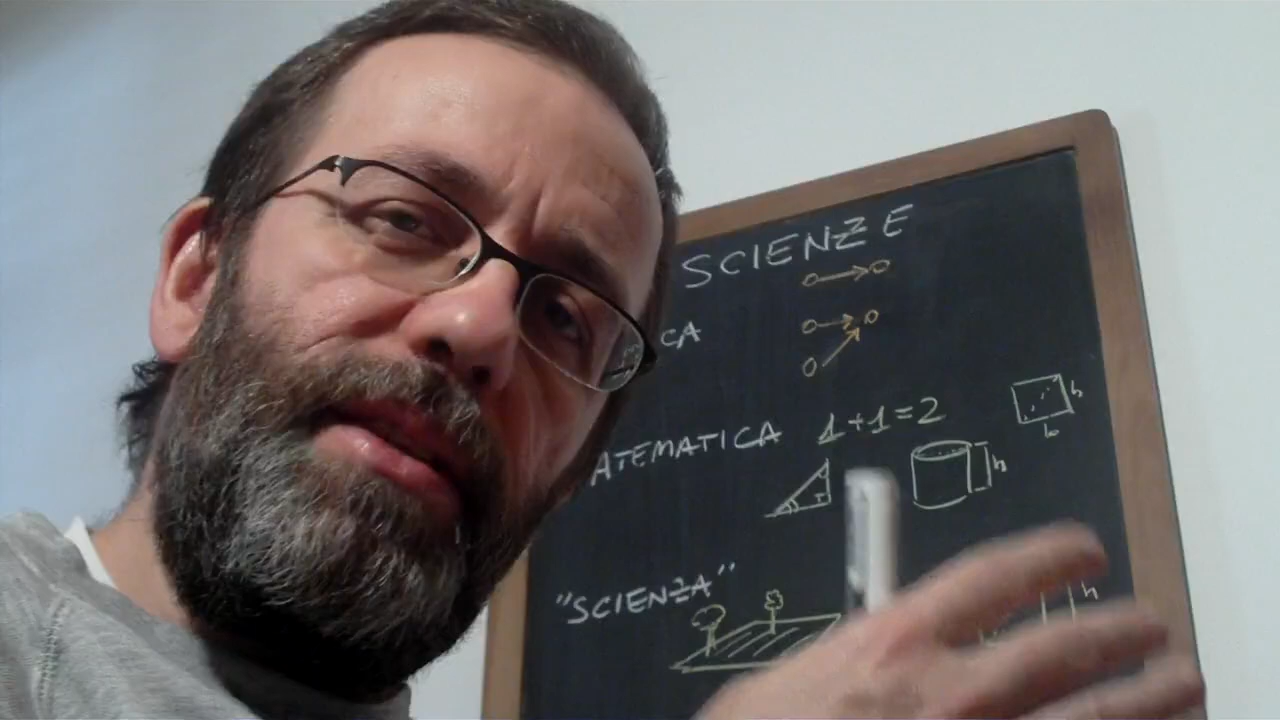 SCIENZE
CA
ATEMATICA 1+1=2
h
b
h
"SCIENZA"
h